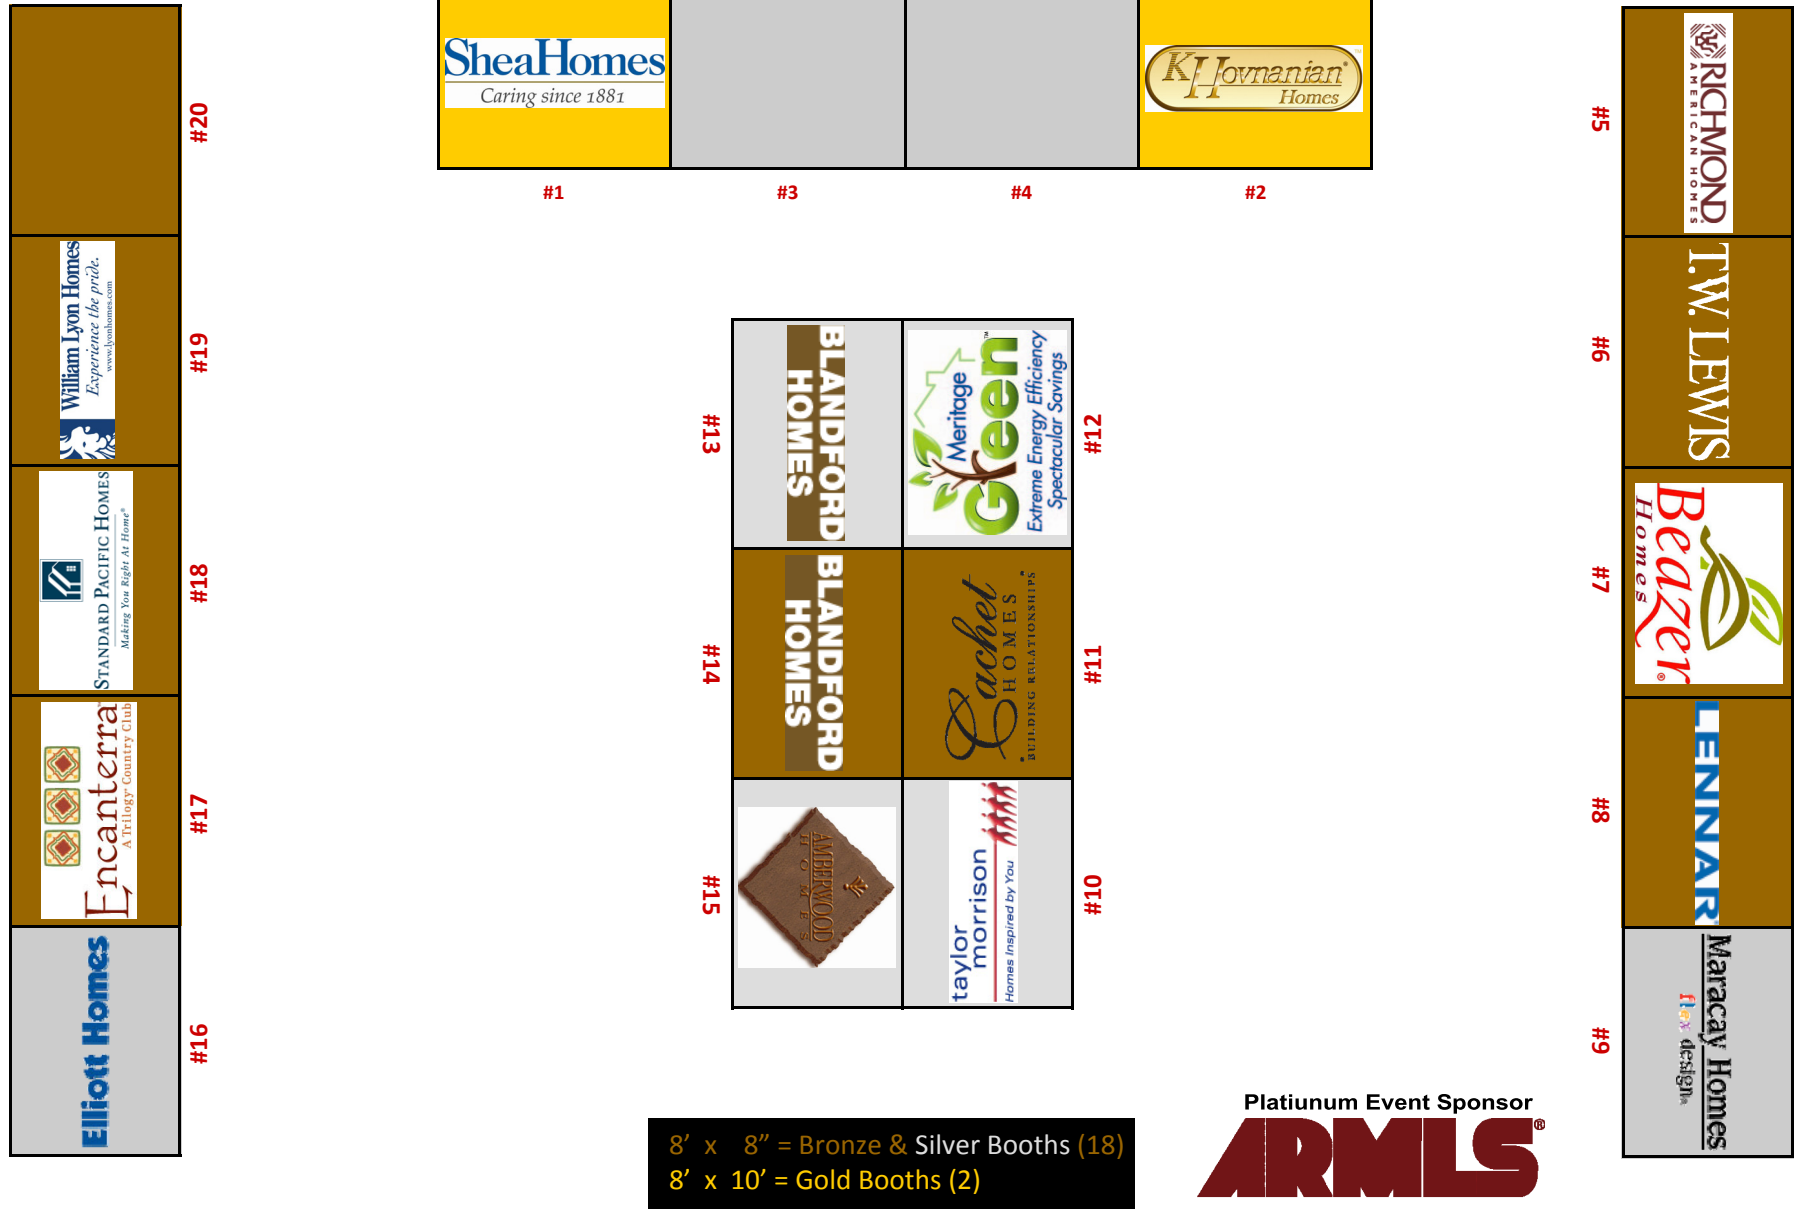 #20
William Lyon Homes
Experience the pride.
www.lyonhomes.com
#19
STANDARD PACIFIC HOMES
Making You Right At Home®
#18
ENCANTERRA
A Trilogy® Country Club
#17
Elliott Homes
#16
SheaHomes
Caring since 1881
K Hovnanian®
Homes
#1
#3
#4
#2
BLANDFORD
HOMES
#13
Meritage
Green™
Extreme Energy Efficiency
Spectacular Savings
#12
BLANDFORD
HOMES
#14
Cachet
HOMES
BUILDING RELATIONSHIPS
#11
AMBERWOOD
HOMES
#15
taylor
morrison
Homes Inspired by You
#10
RICHMOND
AMERICAN HOMES
#5
T.W. LEWIS
#6
Beazer®
Homes
#7
LENNAR
#8
Maracay Homes
flex design
#9
8’ x 8” = Bronze & Silver Booths (18)
8’ x 10’ = Gold Booths (2)
Platiunum Event Sponsor
ARMLS®